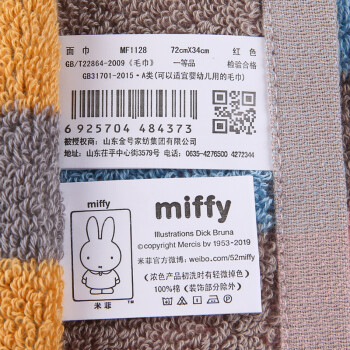 面 巾 MF1128 72cmX34cm 红 色
GB/T22864-2009《毛巾》 一等品 检验合格
GB31701-2015·A类(可以适宜婴幼儿用的毛巾)
6 925704 484373
被授权商:山东金号家纺集团有限公司
地址:山东茌平中心街3579号 电话:0635-4276500 4272344
miffy
米菲
miffy
Illustrations Dick Bruna
©copyright Mercis bv 1953-2019
米菲官方微博:weibo.com/52miffy
(浓色产品初洗时有轻微掉色)
100%棉(装饰部分除外)